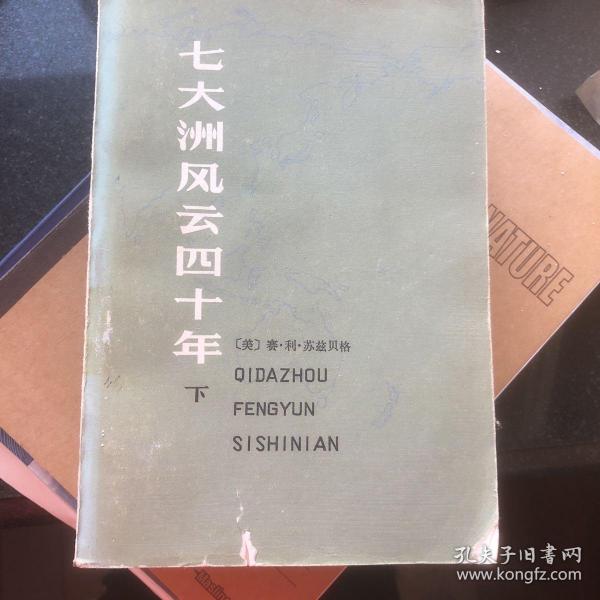 七大洲风云四十年
下
〔美〕赛·利·苏兹贝格
QIDAZHOU
FENGYUN
SISHINIAN
NATURE
孔夫子旧书网
www.kongfz.com